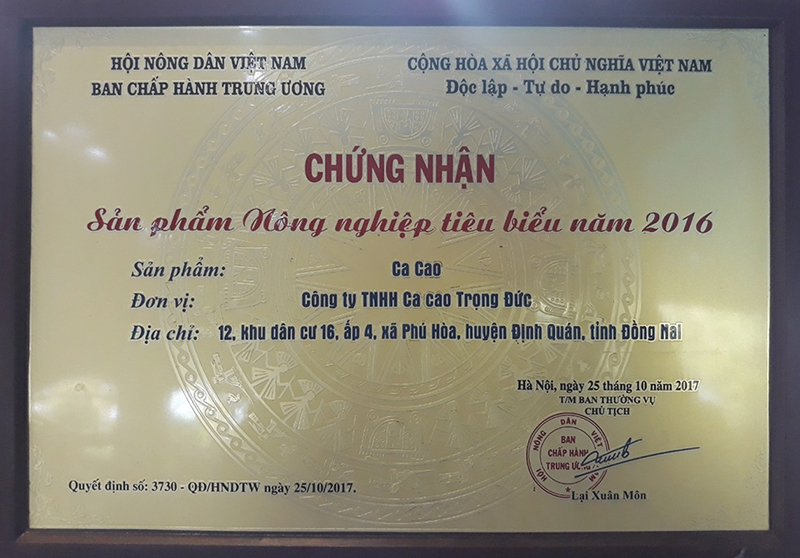 HỘI NÔNG DÂN VIỆT NAM
BAN CHẤP HÀNH TRUNG ƯƠNG
CỘNG HÒA XÃ HỘI CHỦ NGHĨA VIỆT NAM
Độc lập - Tự do - Hạnh phúc
CHỨNG NHẬN
Sản phẩm Nông nghiệp tiêu biểu năm 2016
Sản phẩm: Ca Cao
Đơn vị: Công ty TNHH Ca cao Trọng Đức
Địa chỉ: 12, khu dân cư 16, ấp 4, xã Phú Hòa, huyện Định Quán, tỉnh Đồng Nai
Hà Nội, ngày 25 tháng 10 năm 2017
T/M BAN THƯỜNG VỤ
CHỦ TỊCH
HỘI NÔNG DÂN VIỆT NAM
BAN
CHẤP HÀNH
TRUNG ƯƠNG
Lại Xuân Môn
Quyết định số: 3730 - QĐ/HNDTW ngày 25/10/2017.